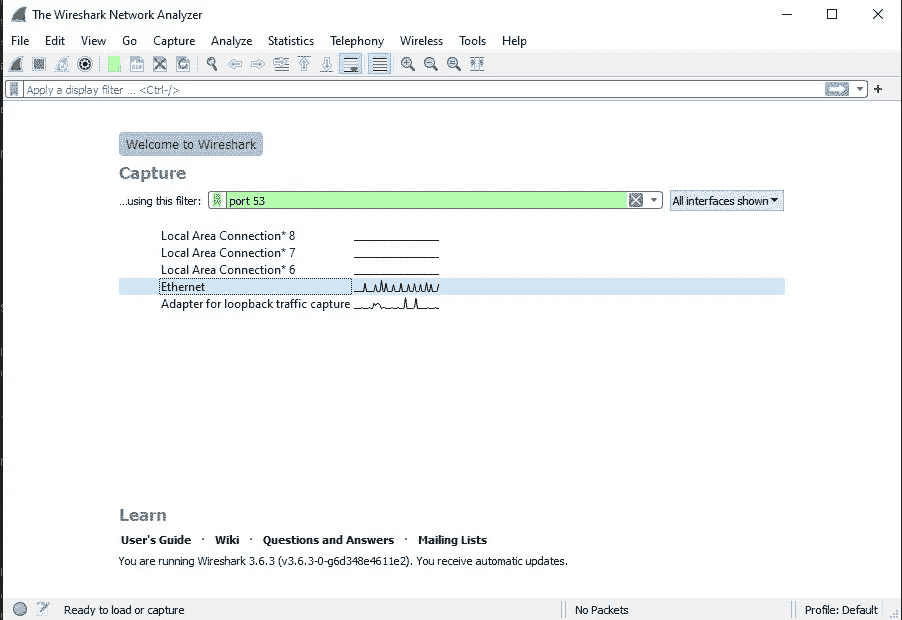 The Wireshark Network Analyzer
File Edit View Go Capture Analyze Statistics Telephony Wireless Tools Help
Apply a display filter ... <Ctrl-/>
Welcome to Wireshark
Capture
...using this filter: port 53 All interfaces shown
Local Area Connection* 8
Local Area Connection* 7
Local Area Connection* 6
Ethernet
Adapter for loopback traffic capture
Learn
User's Guide · Wiki · Questions and Answers · Mailing Lists
You are running Wireshark 3.6.3 (v3.6.3-0-g6d348e4611e2). You receive automatic updates.
Ready to load or capture No Packets Profile: Default